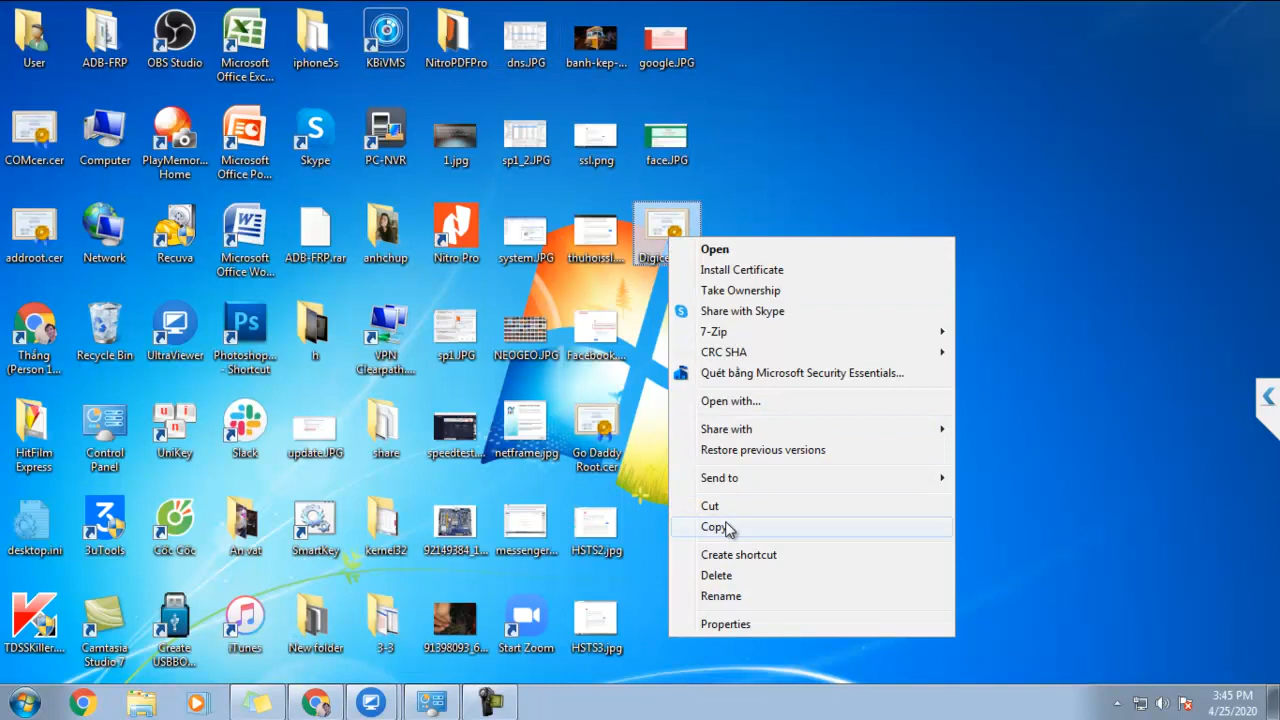 User
ADB-FRP
OBS Studio
Microsoft
Office Exc...
iphone5s
KBiVMS
NitroPDFPro
dns.JPG
banh-kep-...
google.JPG
COMcer.cer
Computer
PlayMemor...
Home
Microsoft
Office Po...
Skype
PC-NVR
1.jpg
sp1_2.JPG
ssl.png
face.JPG
addroot.cer
Network
Recuva
Microsoft
Office Wo...
ADB-FRP.rar
anhchup
Nitro Pro
system.JPG
thuhoissl....
Digice
Tháng
(Person 1...
Recycle Bin
UltraViewer
Photoshop...
- Shortcut
h
VPN
Clearpath....
sp1.JPG
NEOGEO.JPG
Facebook....
HitFilm
Express
Control
Panel
UniKey
Slack
update.JPG
share
speedtest....
netframe.jpg
Go Daddy
Root.cer
desktop.ini
3uTools
Cốc Cốc
An vat
SmartKey
kernel32
92149384_1...
messenger...
HSTS2.jpg
TDSSKiller....
Camtasia
Studio 7
Create
USBBO...
iTunes
New folder
3-3
91398093_6...
Start Zoom
HSTS3.jpg
Open
Install Certificate
Take Ownership
Share with Skype
7-Zip
CRC SHA
Quét bằng Microsoft Security Essentials...
Open with...
Share with
Restore previous versions
Send to
Cut
Copy
Create shortcut
Delete
Rename
Properties
3:45 PM
4/25/2020